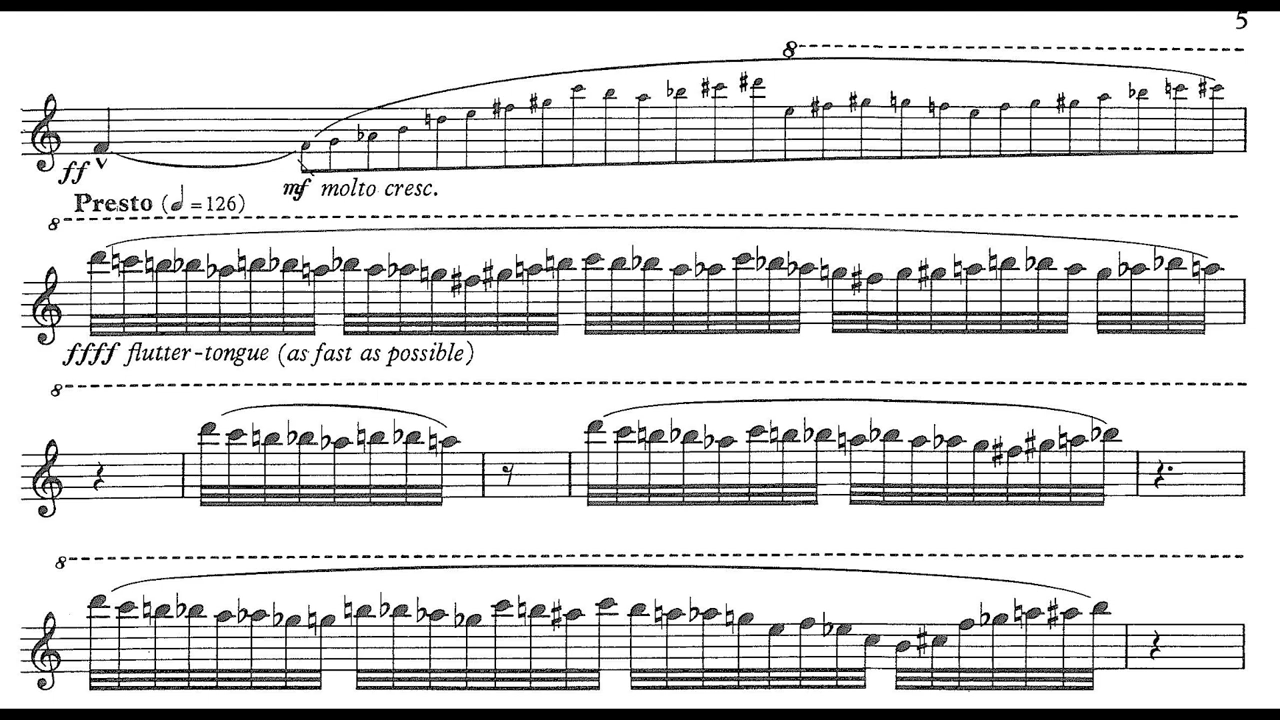 5
8
ff
mf molto cresc.
Presto (𝅗𝅥 = 126)
8
ffff flutter-tongue (as fast as possible)
8
8